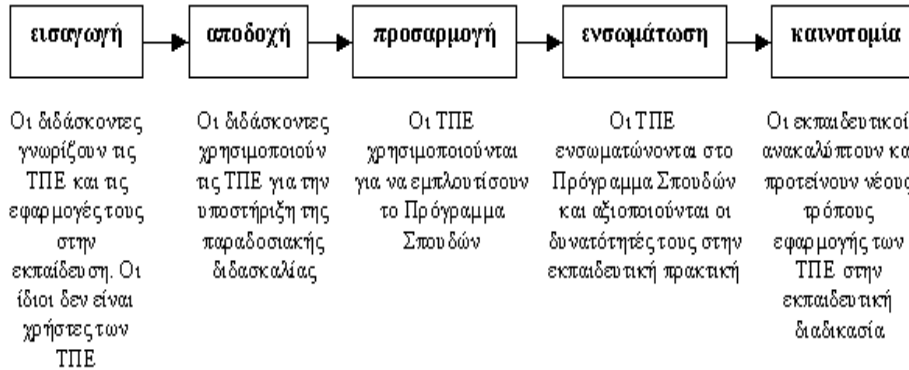 εισαγωγή
αποδοχή
προσαρμογή
ενσωμάτωση
καινοτομία
Οι διδάσκοντες
γνωρίζουν τις
ΤΠΕ και τις
εφαρμογές τους
στην
εκπαίδευση. Οι
ίδιοι δεν είναι
χρήστες των
ΤΠΕ
Οι διδάσκοντες
χρησιμοποιούν
τις ΤΠΕ για την
υποστήριξη της
παραδοσιακής
διδασκαλίας
Οι ΤΠΕ
χρησιμοποιούνται
για να εμπλουτίσουν
το Πρόγραμμα
Σπουδών
Οι ΤΠΕ
ενσωματώνονται στο
Πρόγραμμα Σπουδών
και αξιοποιούνται οι
δυνατότητές τους στην
εκπαιδευτική πρακτική
Οι εκπαιδευτικοί
ανακαλύπτουν κα
προτείνουν νέους
τρόπους
εφαρμογής των
ΤΠΕ στην
εκπαιδευτική
διαδικασία